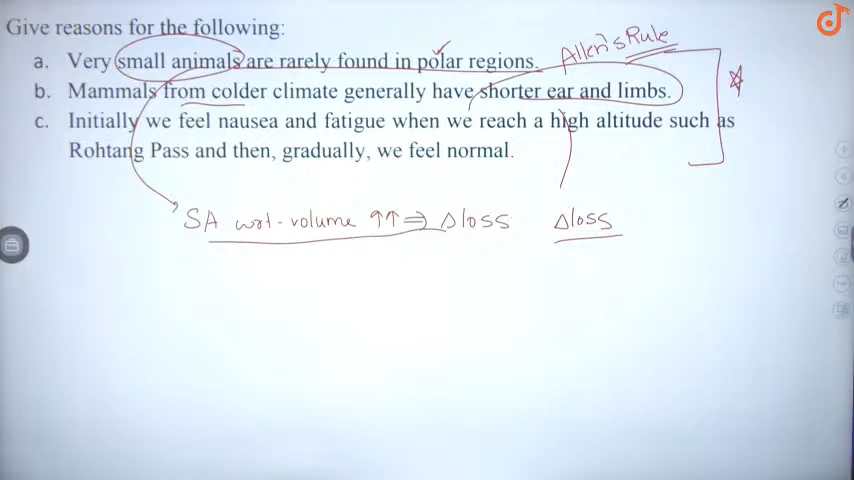 Give reasons for the following:
a. Very small animals are rarely found in polar regions.
Allen's Rule
b. Mammals from colder climate generally have shorter ear and limbs.
c. Initially we feel nausea and fatigue when we reach a high altitude such as
Rohtang Pass and then, gradually, we feel normal.
SA wrt-volume ↑↑ ⇒ Δloss Δloss